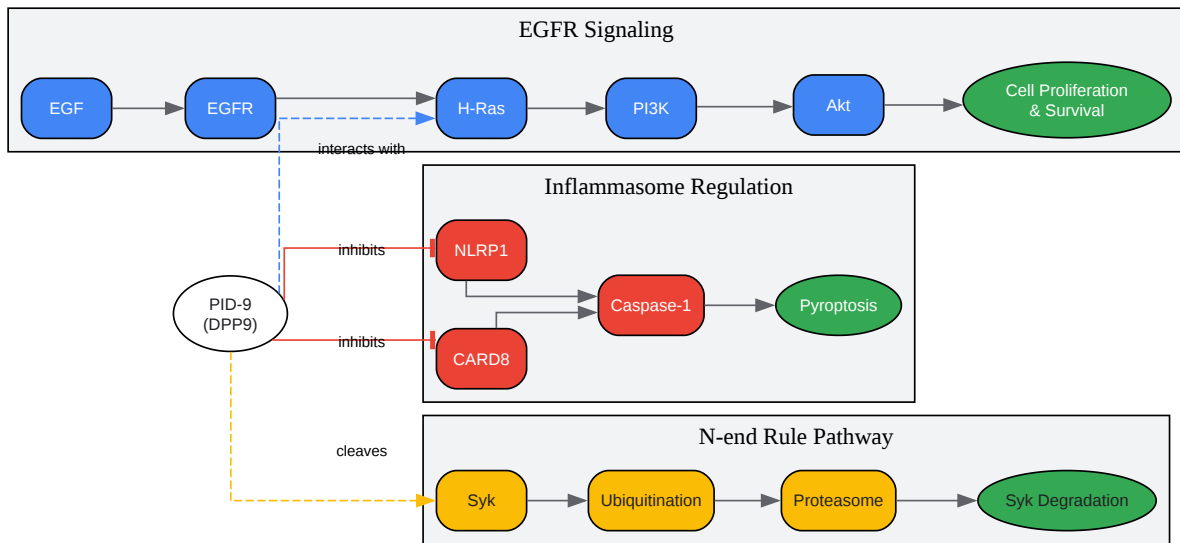 EGFR Signaling
EGF
EGFR
H-Ras
PI3K
Akt
Cell Proliferation
& Survival
interacts with
Inflammasome Regulation
inhibits
NLRP1
PID-9
(DPP9)
Caspase-1
Pyroptosis
inhibits
CARD8
N-end Rule Pathway
cleaves
Syk
Ubiquitination
Proteasome
Syk Degradation